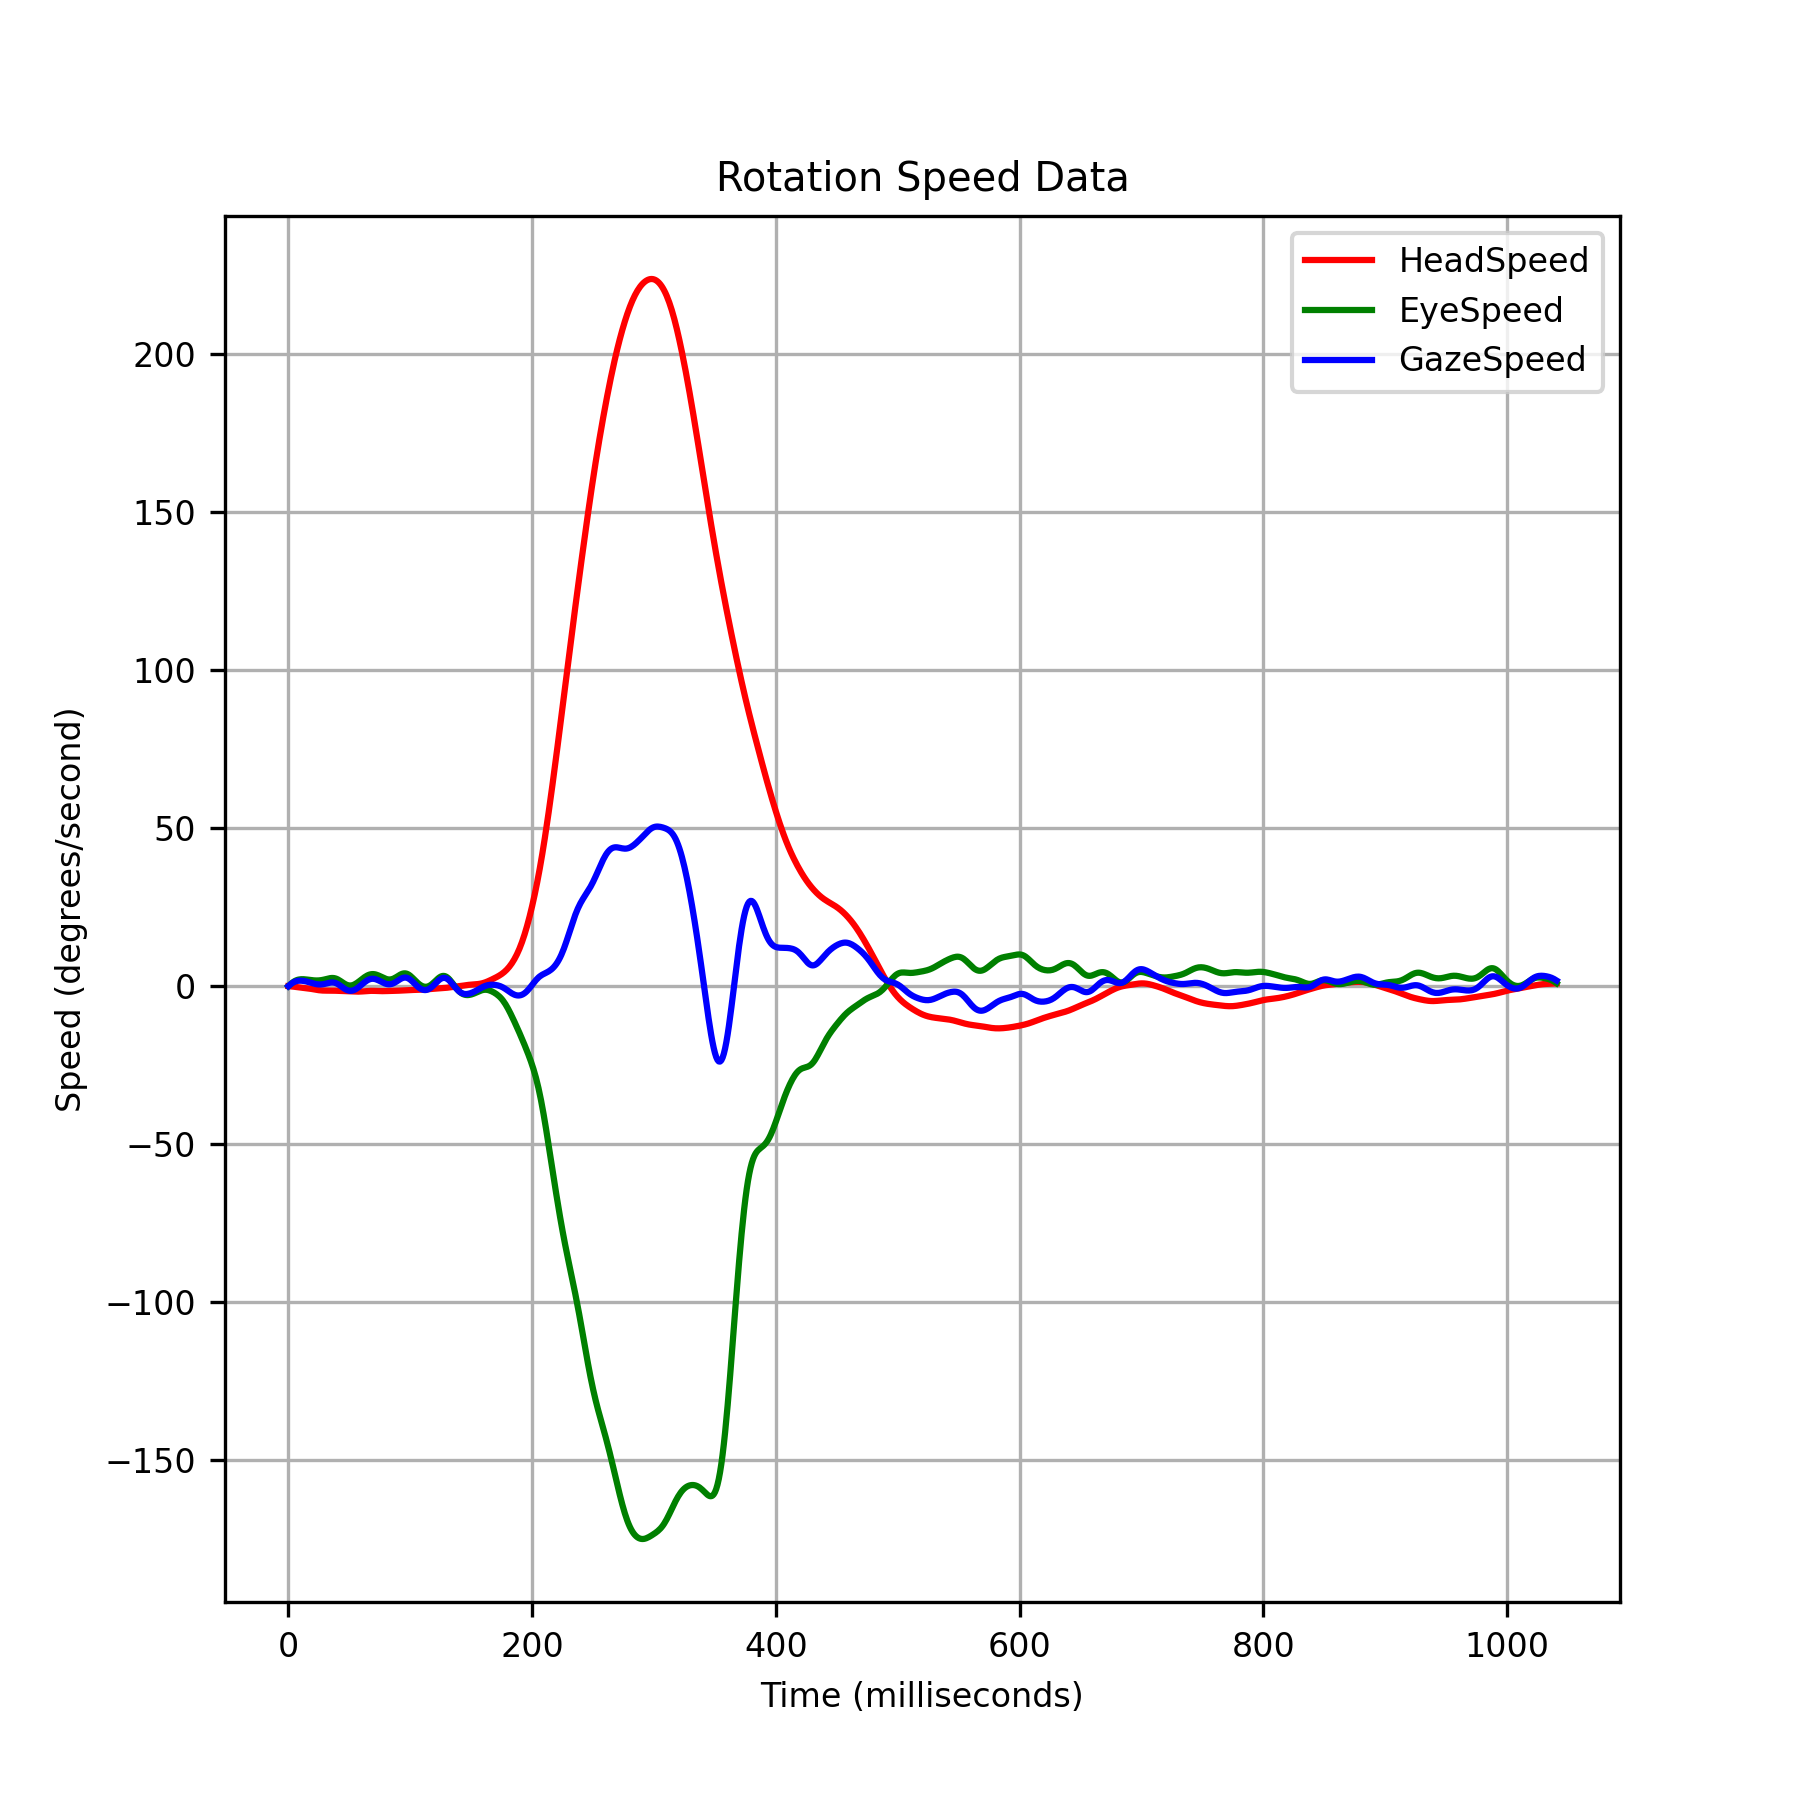 Rotation Speed Data
HeadSpeed
EyeSpeed
GazeSpeed
200
150
100
50
0
−50
−100
−150
Speed (degrees/second)
0 200 400 600 800 1000
Time (milliseconds)